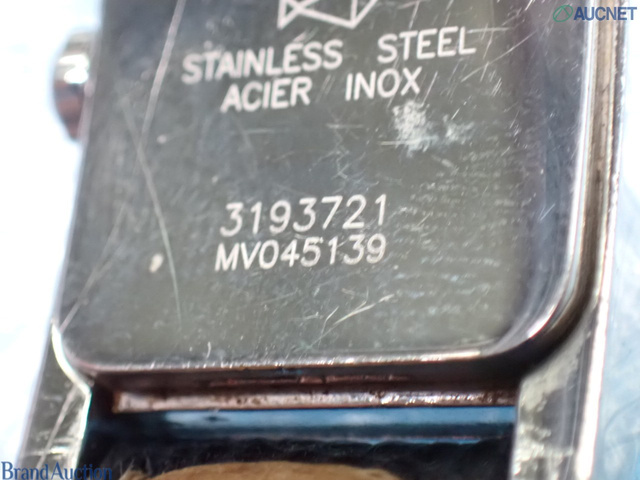 AUCNET
STAINLESS STEEL
ACIER INOX
3193721
MV045139
BrandAuction